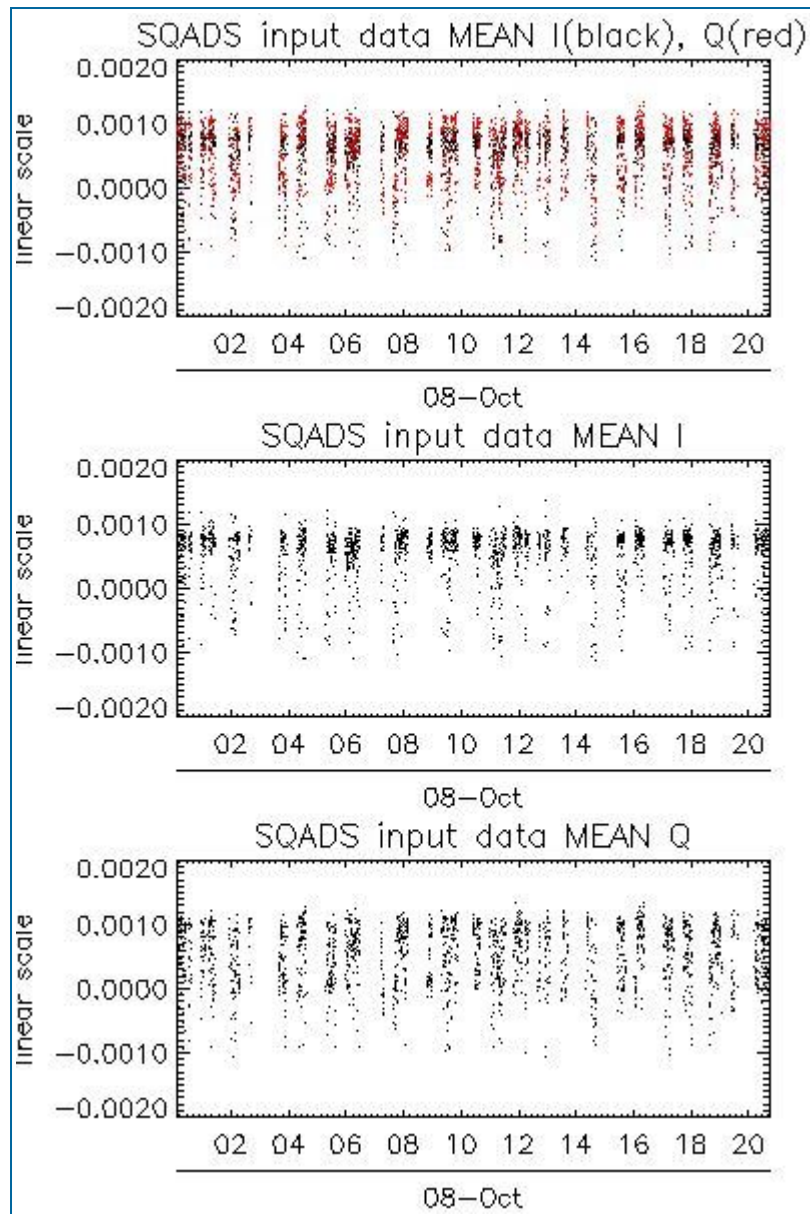 SQADS input data MEAN I(black), Q(red)
0.0020
0.0010
0.0000
−0.0010
−0.0020
linear scale
02 04 06 08 10 12 14 16 18 20
08−Oct
SQADS input data MEAN I
0.0020
0.0010
0.0000
−0.0010
−0.0020
linear scale
02 04 06 08 10 12 14 16 18 20
08−Oct
SQADS input data MEAN Q
0.0020
0.0010
0.0000
−0.0010
−0.0020
linear scale
02 04 06 08 10 12 14 16 18 20
08−Oct